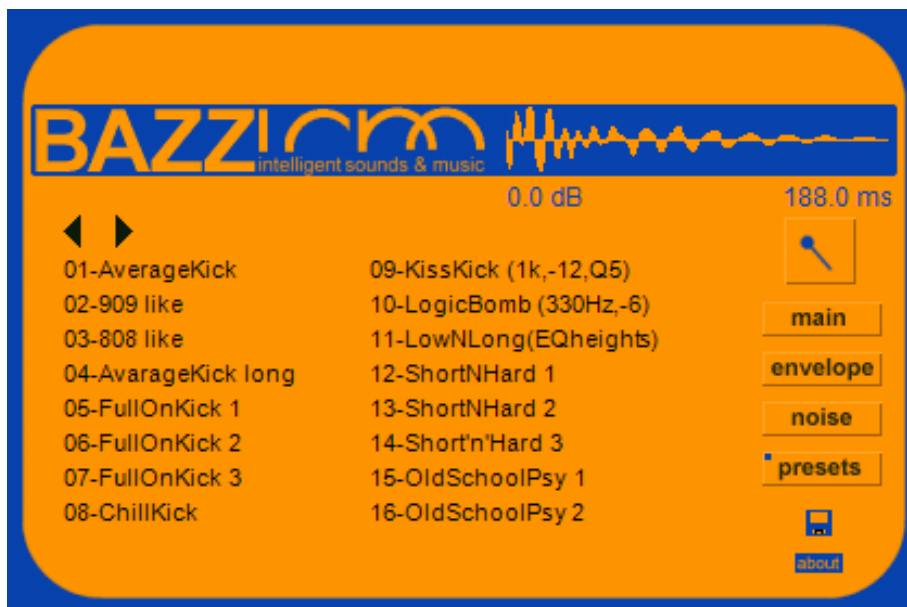 BAZZ!ism
intelligent sounds & music
0.0 dB
188.0 ms
01-AverageKick
02-909 like
03-808 like
04-AvarageKick long
05-FullOnKick 1
06-FullOnKick 2
07-FullOnKick 3
08-ChillKick
09-KissKick (1k,-12,Q5)
10-LogicBomb (330Hz,-6)
11-LowNLong(EQheights)
12-ShortNHard 1
13-ShortNHard 2
14-Short'n'Hard 3
15-OldSchoolPsy 1
16-OldSchoolPsy 2
main
envelope
noise
presets
about